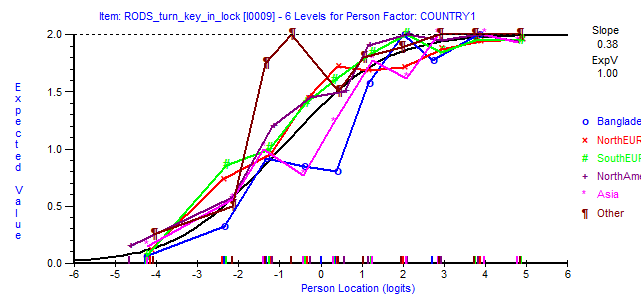 Item: RODS_turn_key_in_lock [I0009] - 6 Levels for Person Factor: COUNTRY1
Slope
0.38
ExpV
1.00
Expected Value
2.0
1.5
1.0
0.5
0.0
-6 -5 -4 -3 -2 -1 0 1 2 3 4 5 6
Person Location (logits)
o Banglade
× NorthEUR
# SouthEUR
+ NorthAme
* Asia
¶ Other